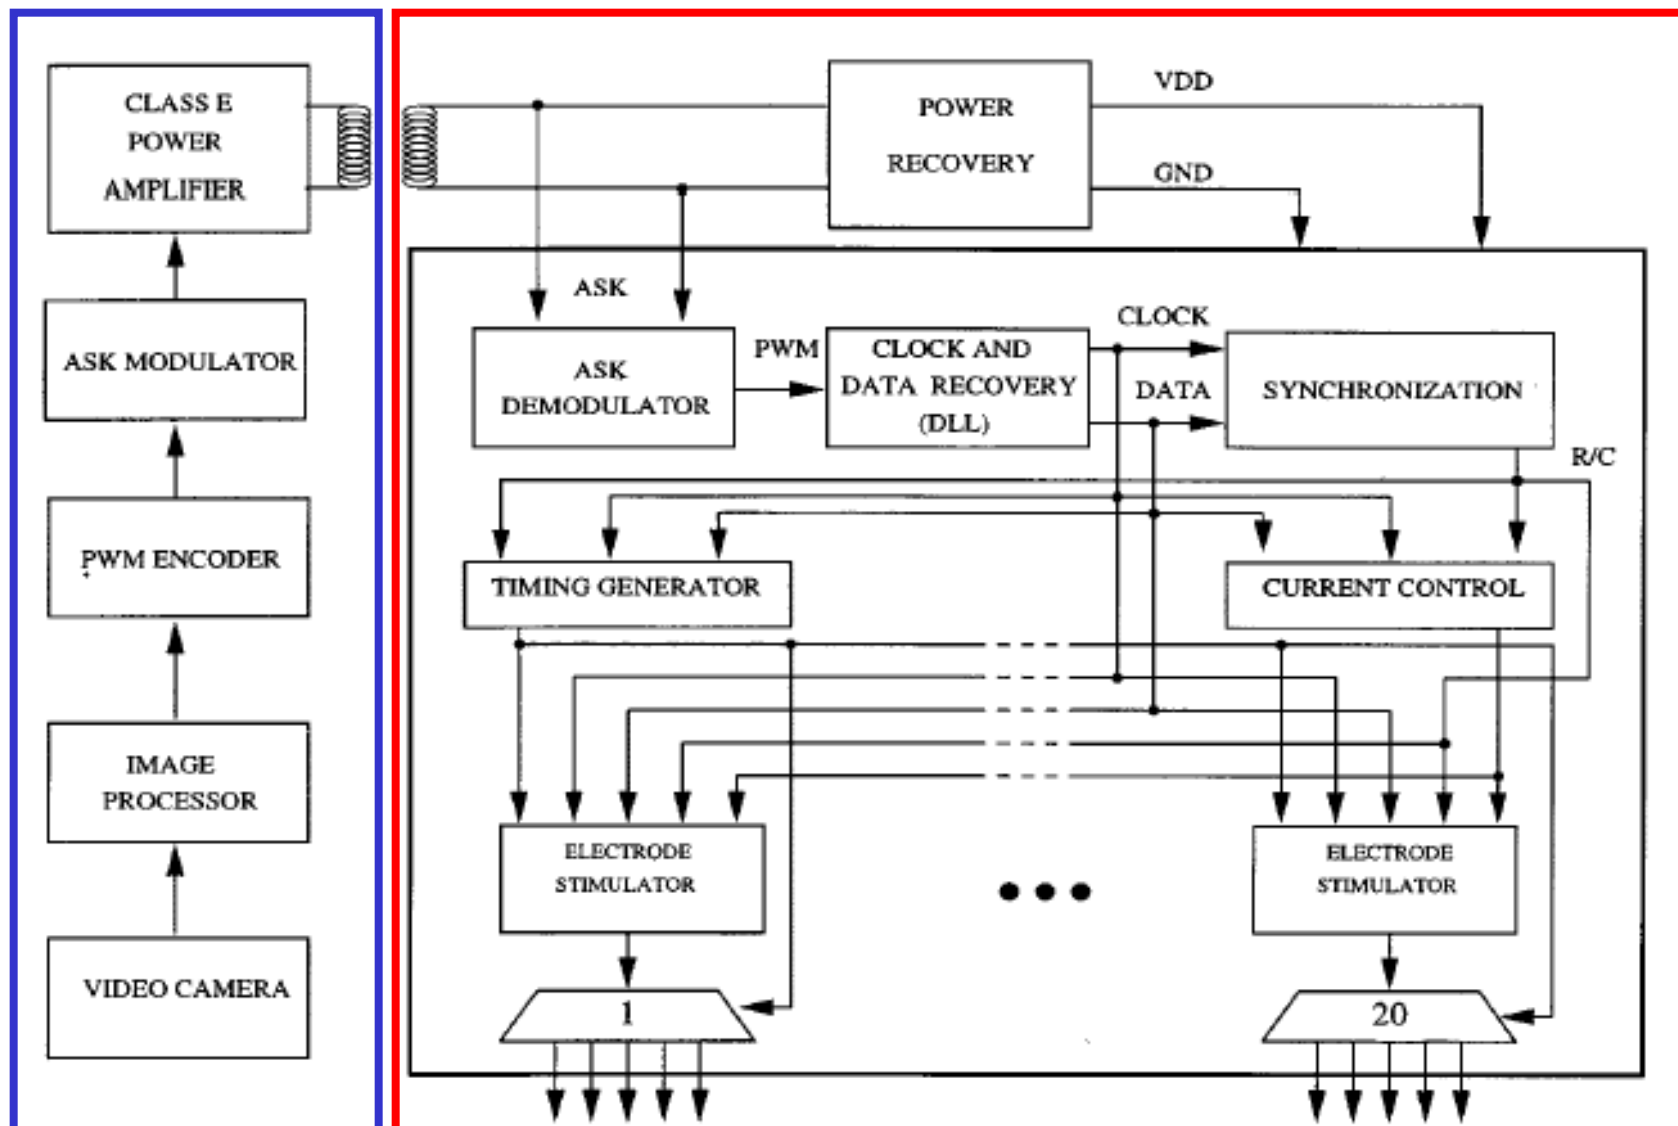 CLASS E
POWER
AMPLIFIER
ASK MODULATOR
PWM ENCODER
IMAGE
PROCESSOR
VIDEO CAMERA
POWER
RECOVERY
VDD
GND
ASK
ASK
DEMODULATOR
PWM
CLOCK AND
DATA RECOVERY
(DLL)
CLOCK
DATA
SYNCHRONIZATION
R/C
TIMING GENERATOR
CURRENT CONTROL
ELECTRODE
STIMULATOR
ELECTRODE
STIMULATOR
1
20